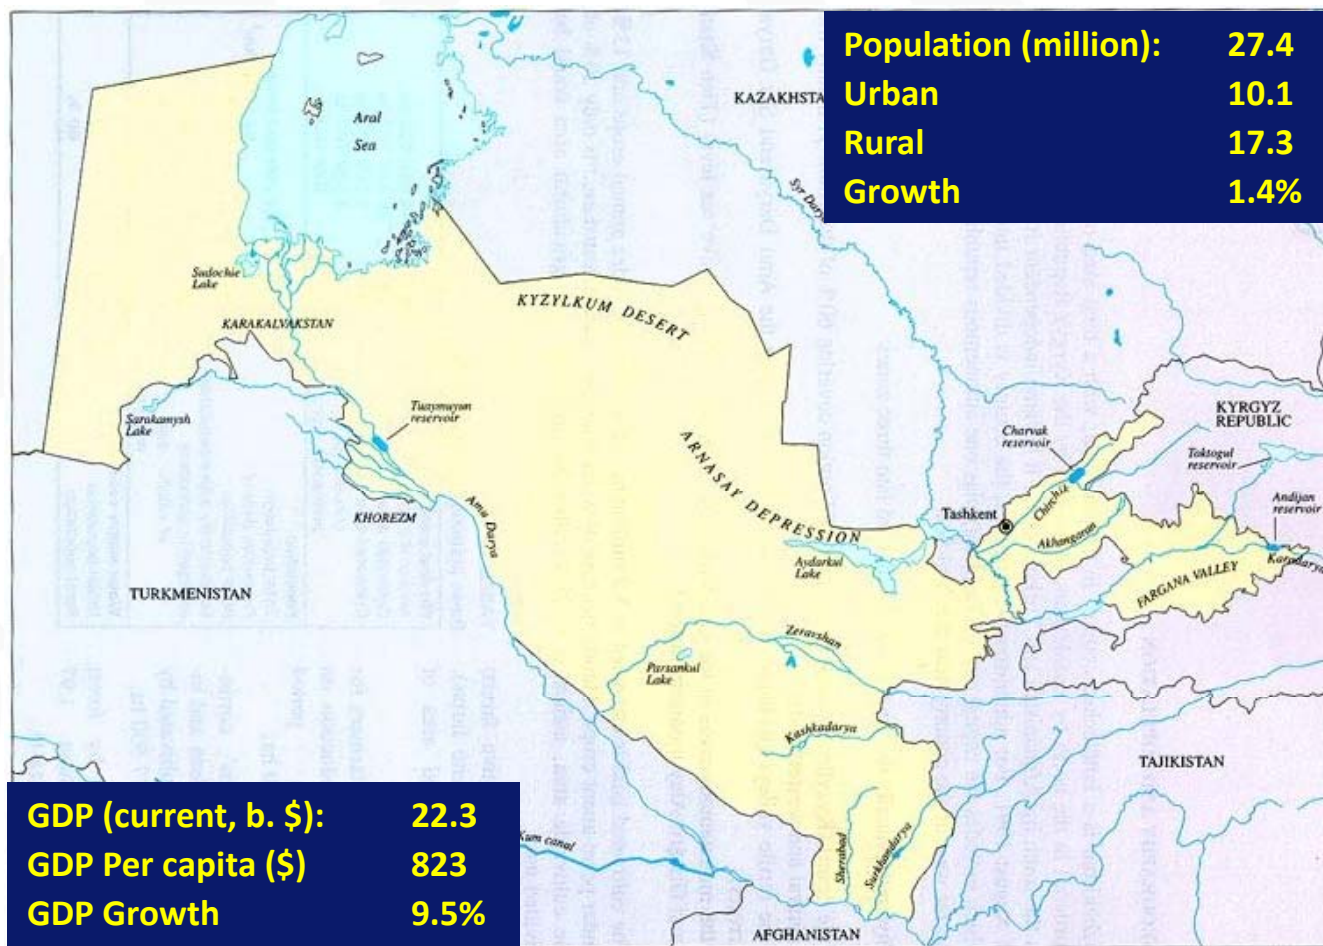 Population (million): 27.4
Urban 10.1
Rural 17.3
Growth 1.4%
KAZAKHSTA
Aral
Sea
Syr Darya
Sudochie
Lake
KARAKALVAKSTAN
KYZYLKUM DESERT
Sarakamysh
Lake
Tuaymuyun
reservoir
KHOREZM
Amu Darya
ARNASAY DEPRESSION
Aydarkul
Lake
Charvak
reservoir
Tashkent
Chirchik
Akhangaran
KYRGYZ
REPUBLIC
Toktogul
reservoir
Andijan
reservoir
Karadarya
FARGANA VALLEY
TURKMENISTAN
Zeravshan
Parsankul
Lake
Kashkadarya
TAJIKISTAN
Sherabad
Surkhandarya
Kum canal
AFGHANISTAN
GDP (current, b. $): 22.3
GDP Per capita ($) 823
GDP Growth 9.5%